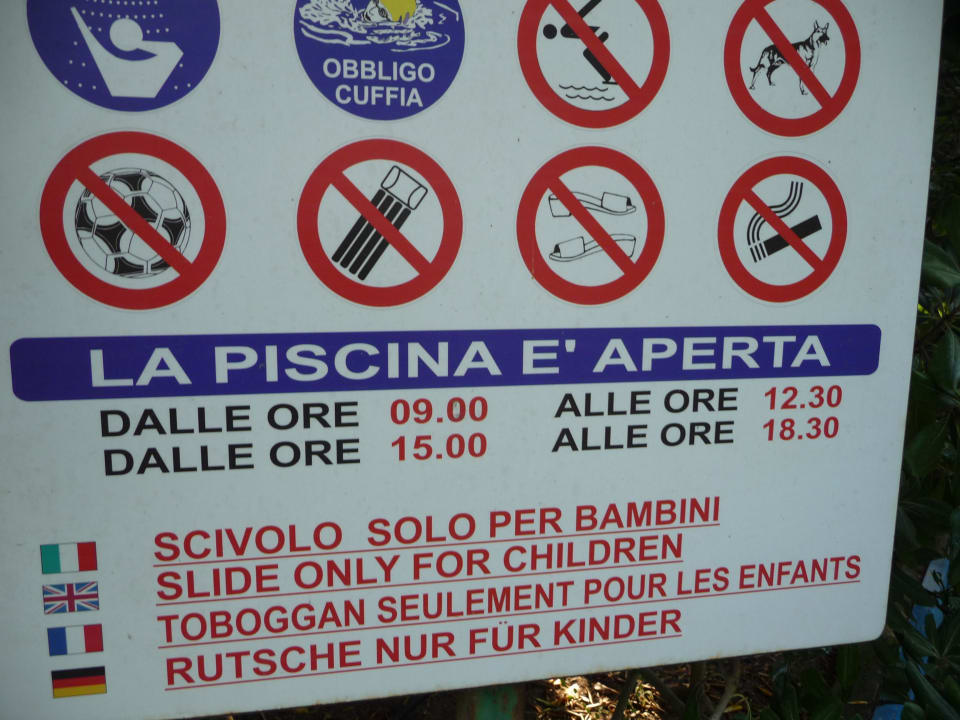 OBBLIGO
CUFFIA
LA PISCINA E' APERTA
DALLE ORE 09.00 ALLE ORE 12.30
DALLE ORE 15.00 ALLE ORE 18.30
SCIVOLO SOLO PER BAMBINI
SLIDE ONLY FOR CHILDREN
TOBOGGAN SEULEMENT POUR LES ENFANTS
RUTSCHE NUR FÜR KINDER